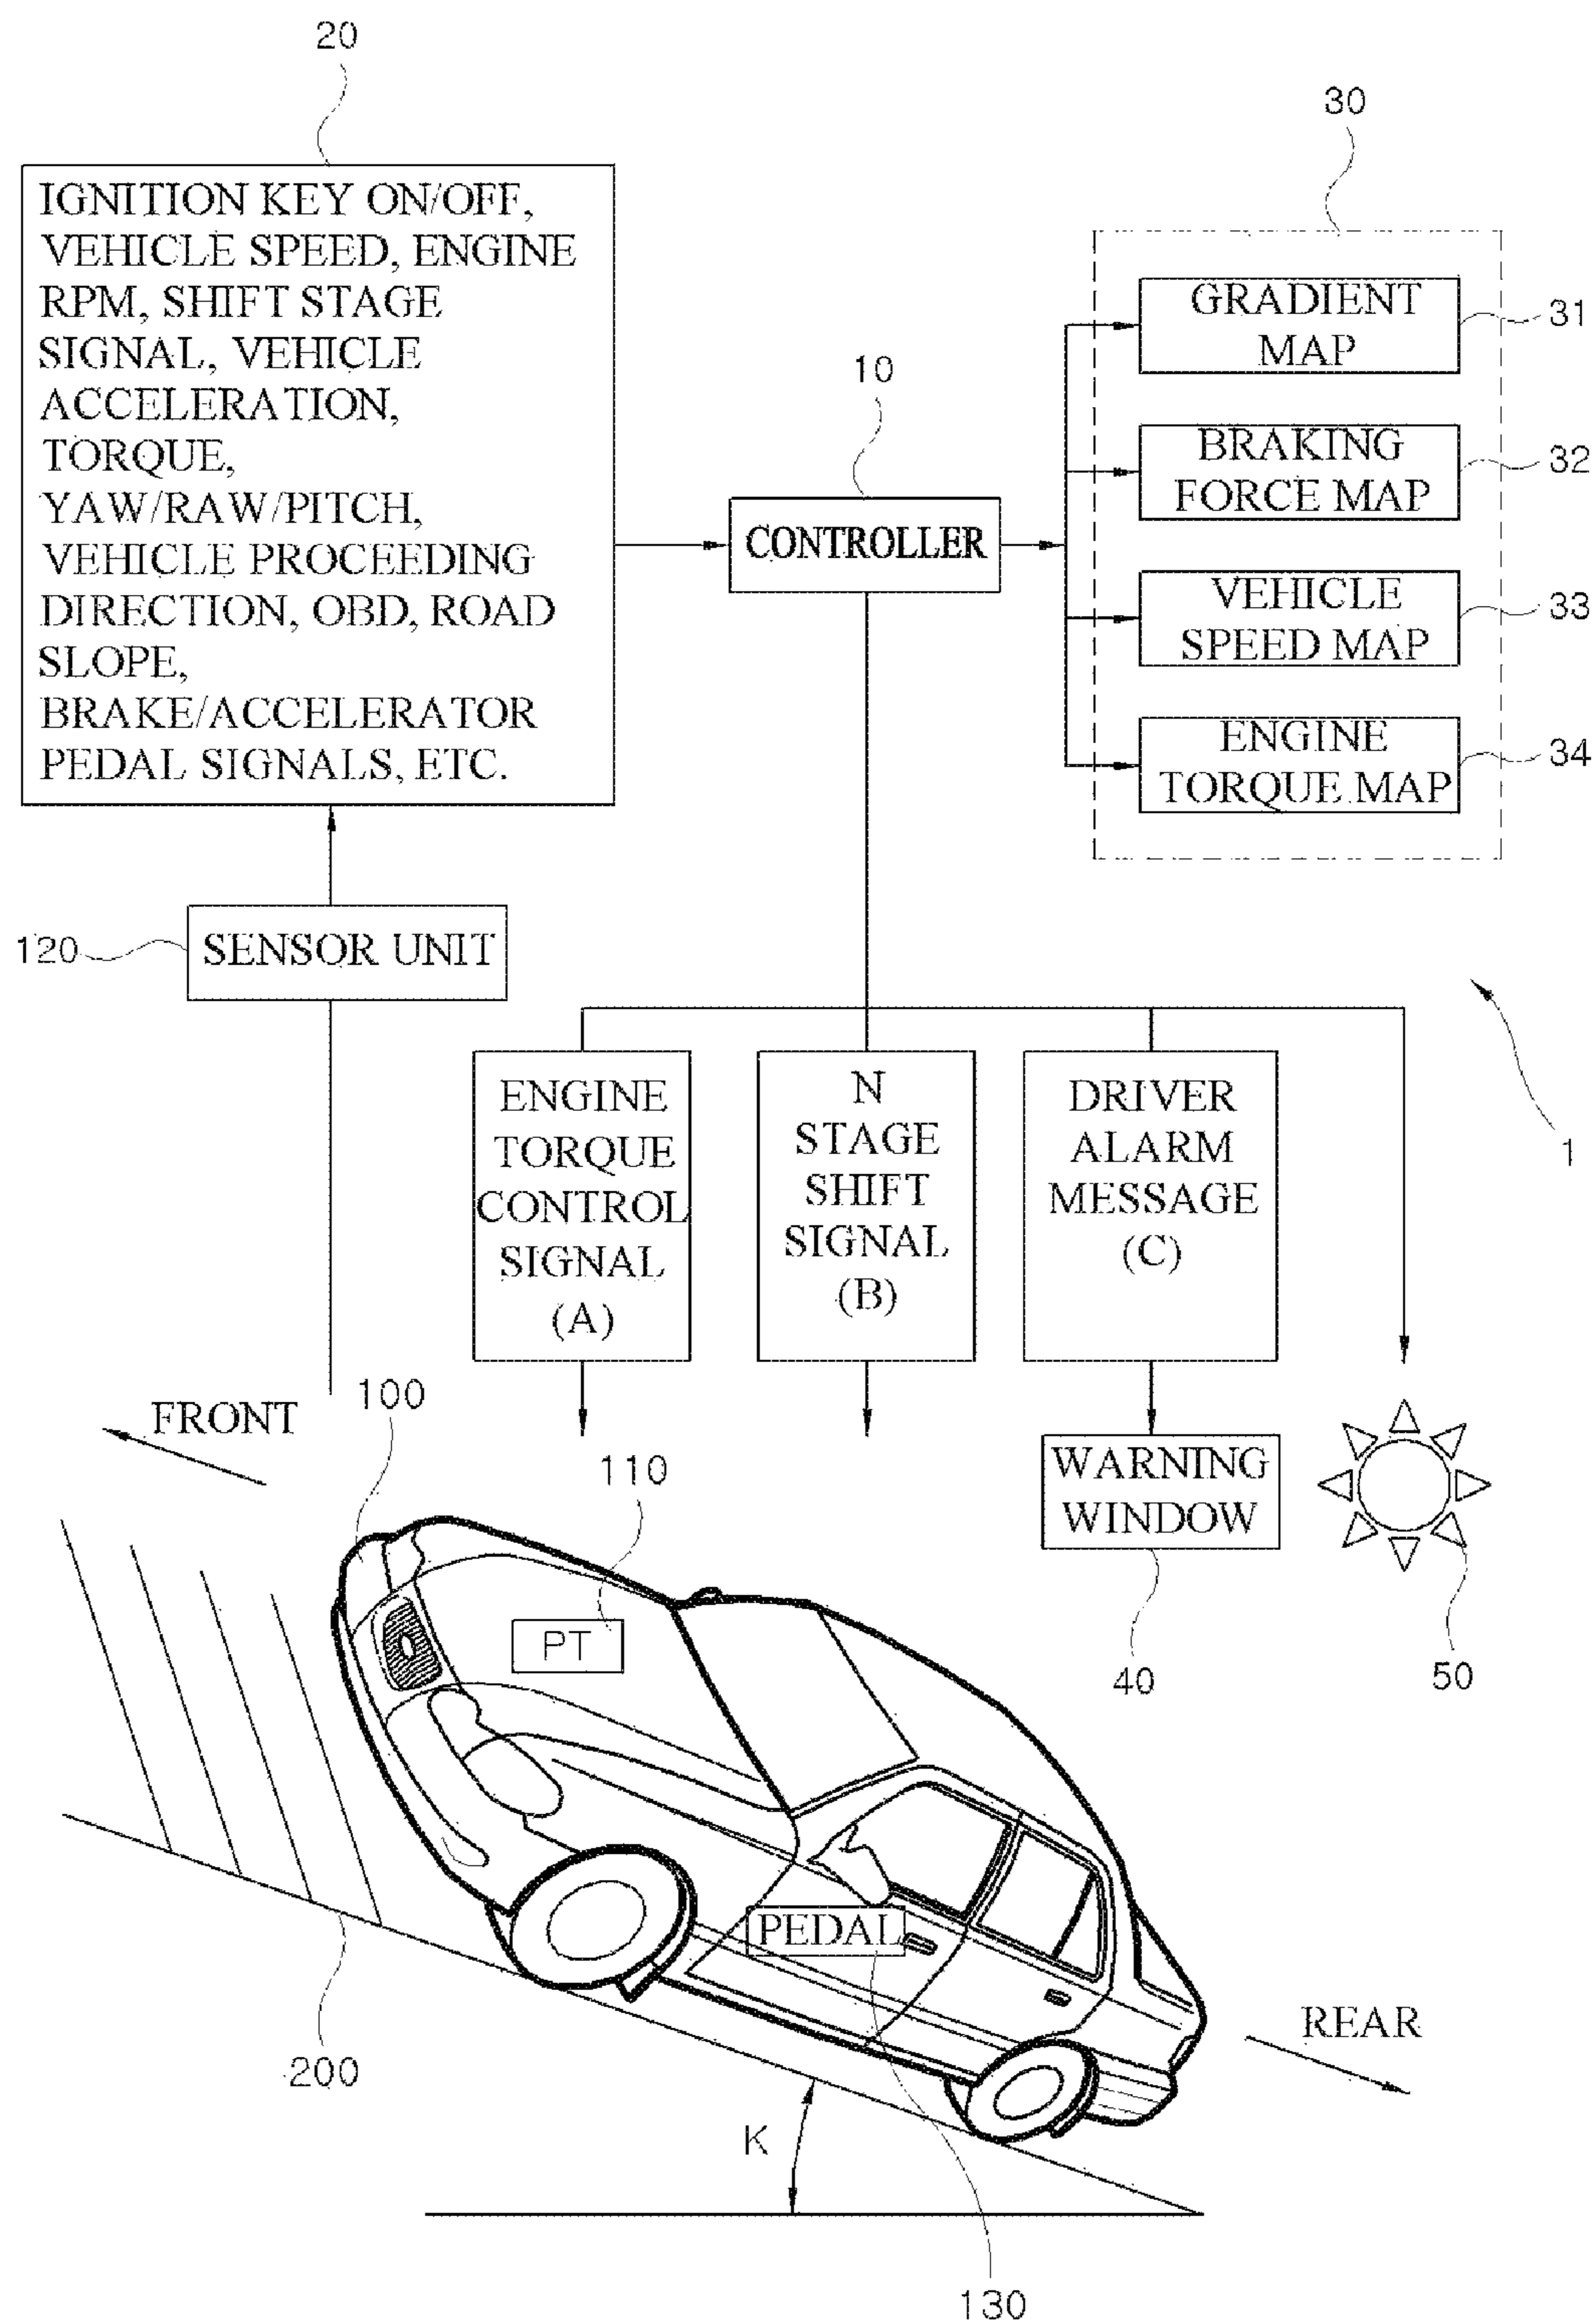 20
30
IGNITION KEY ON/OFF,
VEHICLE SPEED, ENGINE
RPM, SHIFT STAGE
SIGNAL, VEHICLE
ACCELERATION,
TORQUE,
YAW/RAW/PITCH,
VEHICLE PROCEEDING
DIRECTION, OBD, ROAD
SLOPE,
BRAKE/ACCELERATOR
PEDAL SIGNALS, ETC.
10
CONTROLLER
GRADIENT
MAP
31
BRAKING
FORCE MAP
32
VEHICLE
SPEED MAP
33
ENGINE
TORQUE MAP
34
120
SENSOR UNIT
1
ENGINE
TORQUE
CONTROL
SIGNAL
(A)
N
STAGE
SHIFT
SIGNAL
(B)
DRIVER
ALARM
MESSAGE
(C)
WARNING
WINDOW
40
50
FRONT
100
110
PT
PEDAL
200
REAR
K
130